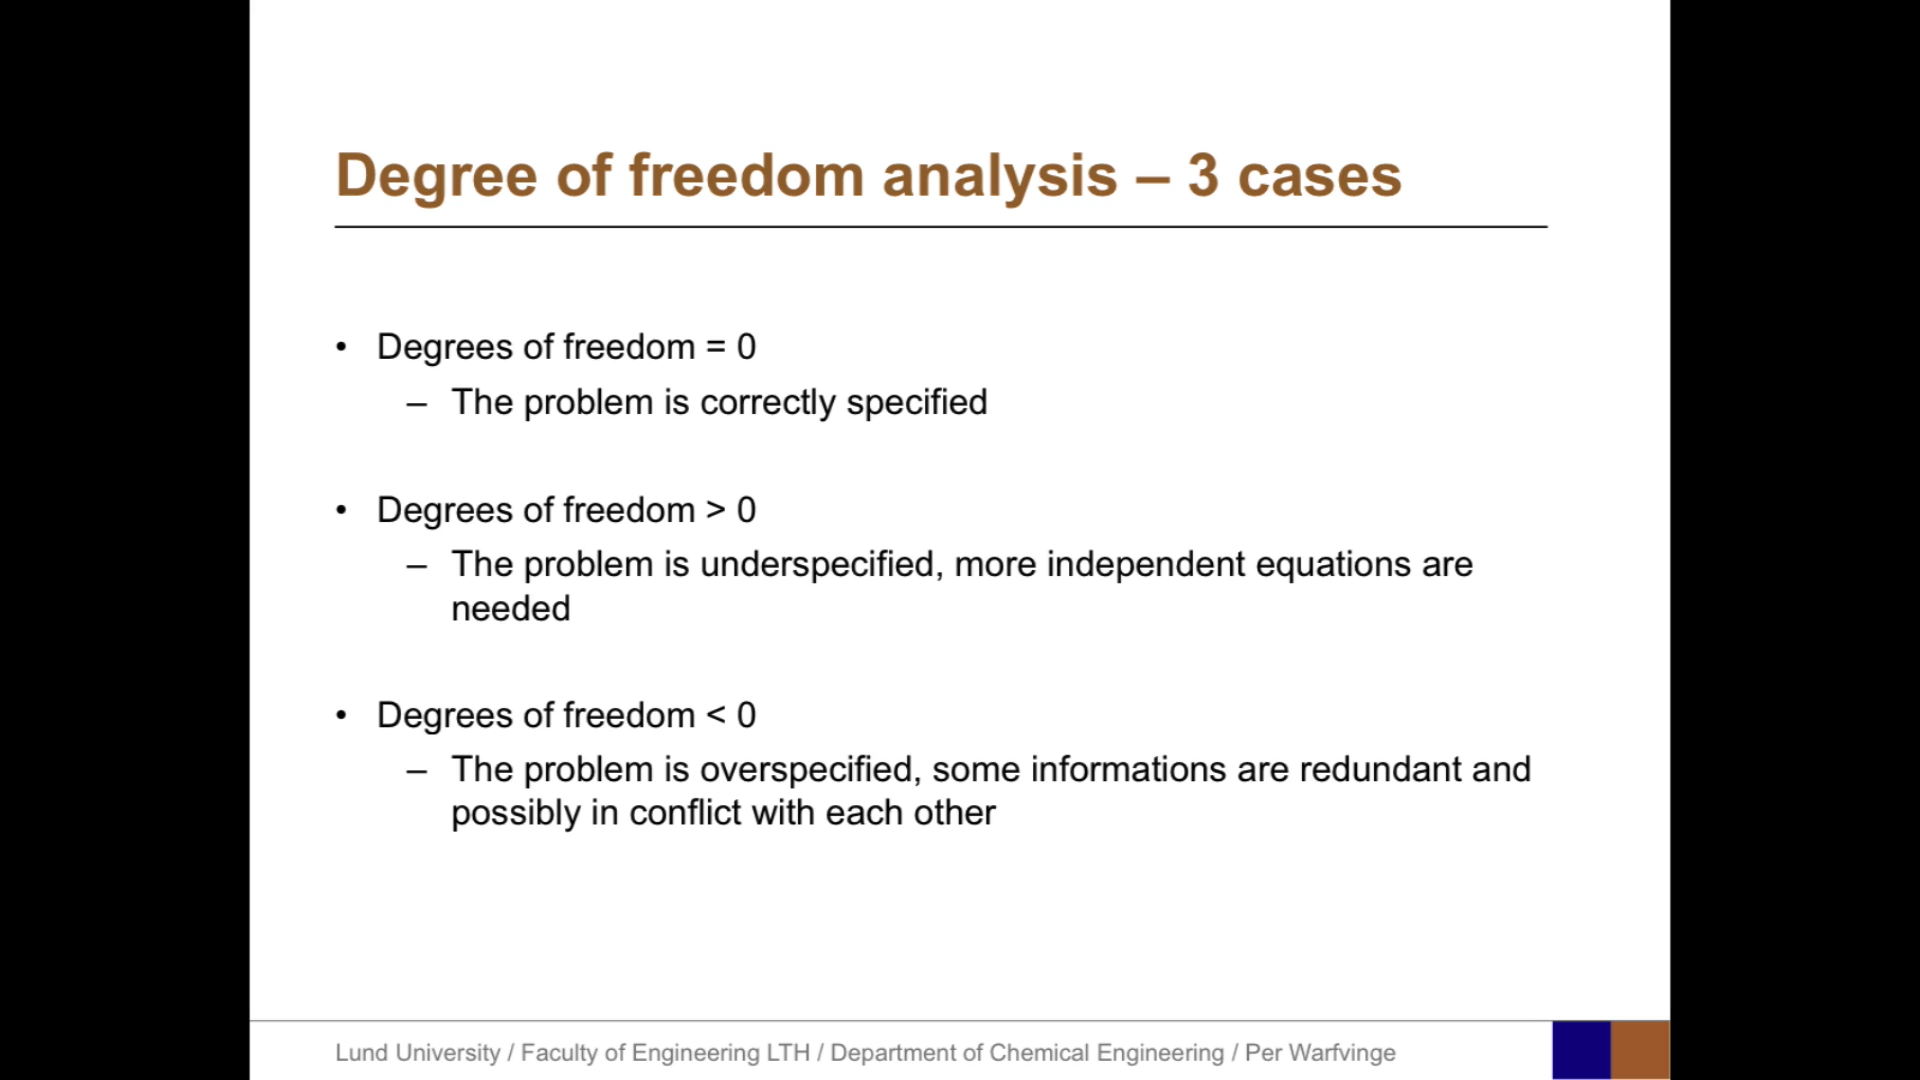 Degree of freedom analysis – 3 cases
• Degrees of freedom = 0
– The problem is correctly specified
• Degrees of freedom > 0
– The problem is underspecified, more independent equations are
needed
• Degrees of freedom < 0
– The problem is overspecified, some informations are redundant and
possibly in conflict with each other
Lund University / Faculty of Engineering LTH / Department of Chemical Engineering / Per Warfvinge